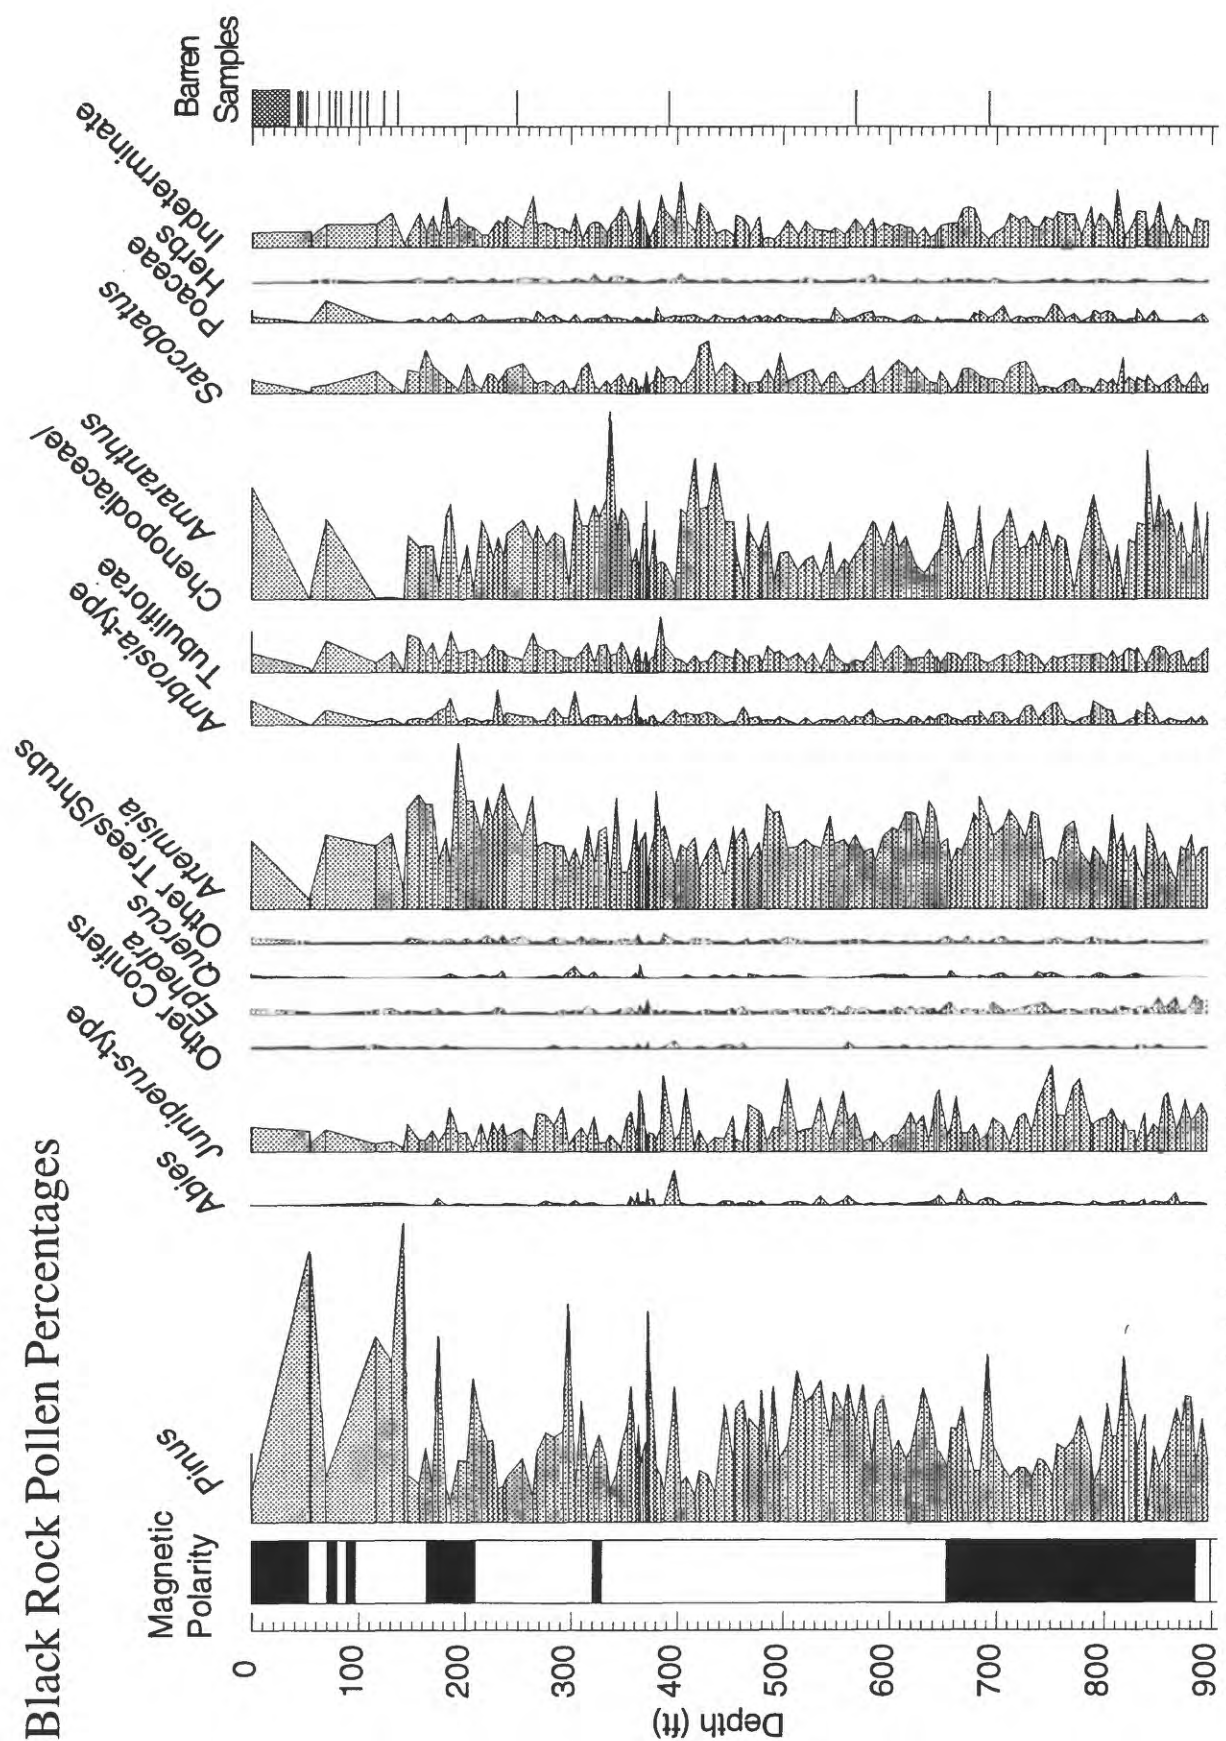 Black Rock Pollen Percentages
Magnetic
Polarity
Pinus
Abies
Juniperus-type
Other Conifers
Ephedra
Quercus
Other Trees/Shrubs
Artemisia
Ambrosia-type
Tubuliflorae
Chenopodiaceae/
Amaranthus
Sarcobatus
Poaceae
Herbs
Indeterminate
Barren
Samples
0
100
200
300
400
500
600
700
800
900
Depth (ft)